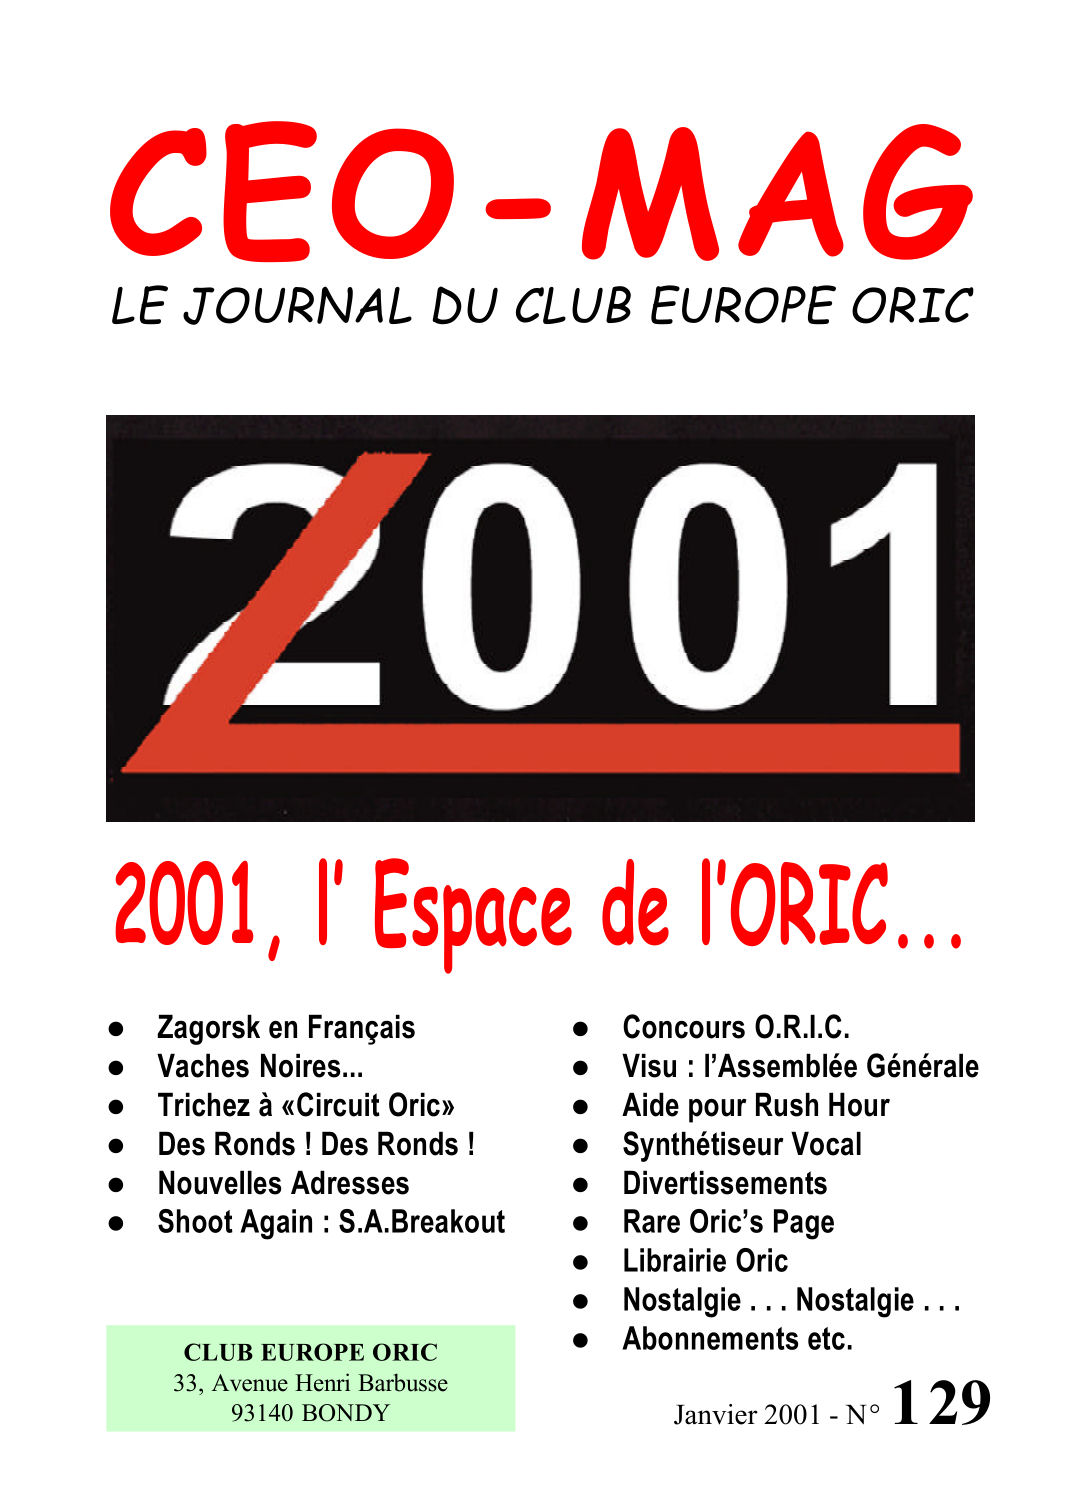 CEO-MAG
LE JOURNAL DU CLUB EUROPE ORIC
2001
2001, l' Espace de l'ORIC...
● Zagorsk en Français
● Vaches Noires...
● Trichez à «Circuit Oric»
● Des Ronds ! Des Ronds !
● Nouvelles Adresses
● Shoot Again : S.A.Breakout
● Concours O.R.I.C.
● Visu : l’Assemblée Générale
● Aide pour Rush Hour
● Synthétiseur Vocal
● Divertissements
● Rare Oric’s Page
● Librairie Oric
● Nostalgie . . . Nostalgie . . .
● Abonnements etc.
CLUB EUROPE ORIC
33, Avenue Henri Barbusse
93140 BONDY
Janvier 2001 - N° 129